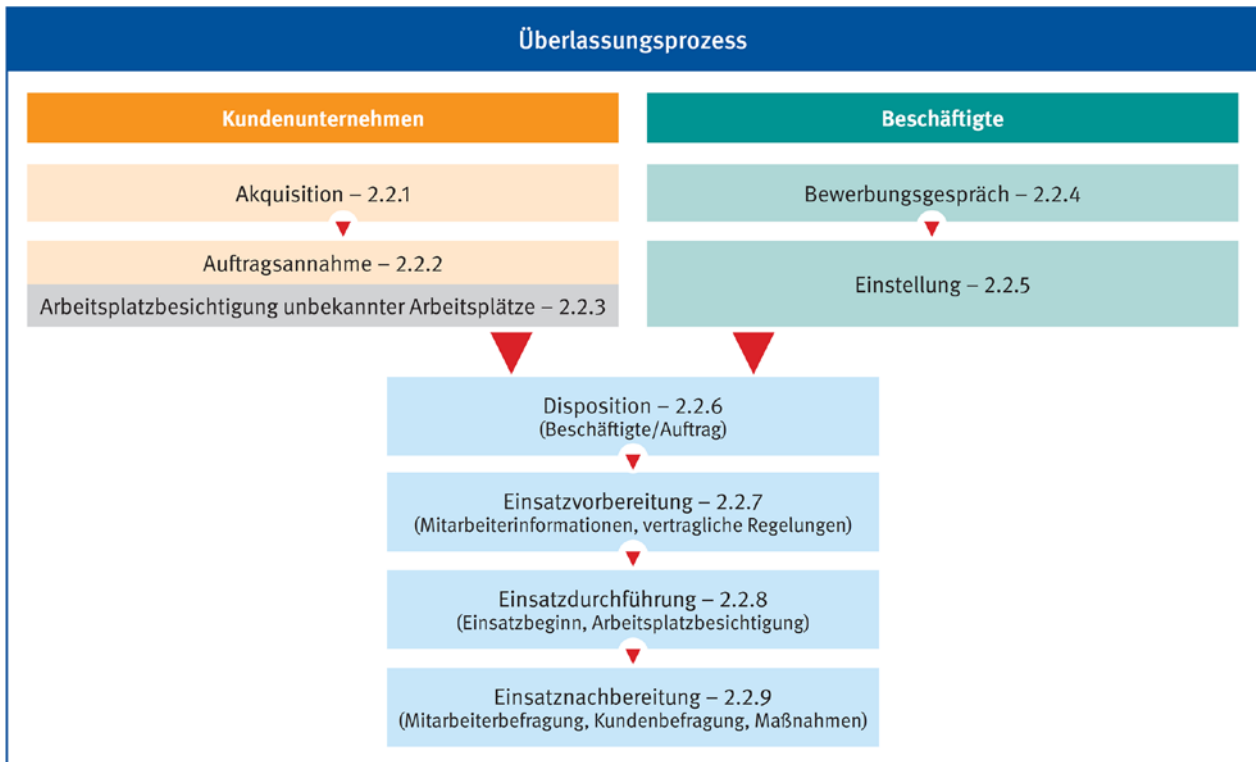 Überlassungsprozess
Kundenunternehmen
Akquisition – 2.2.1
Auftragsannahme – 2.2.2
Arbeitsplatzbesichtigung unbekannter Arbeitsplätze – 2.2.3
Beschäftigte
Bewerbungsgespräch – 2.2.4
Einstellung – 2.2.5
Disposition – 2.2.6
(Beschäftigte/Auftrag)
Einsatzvorbereitung – 2.2.7
(Mitarbeiterinformationen, vertragliche Regelungen)
Einsatzdurchführung – 2.2.8
(Einsatzbeginn, Arbeitsplatzbesichtigung)
Einsatznachbereitung – 2.2.9
(Mitarbeiterbefragung, Kundenbefragung, Maßnahmen)